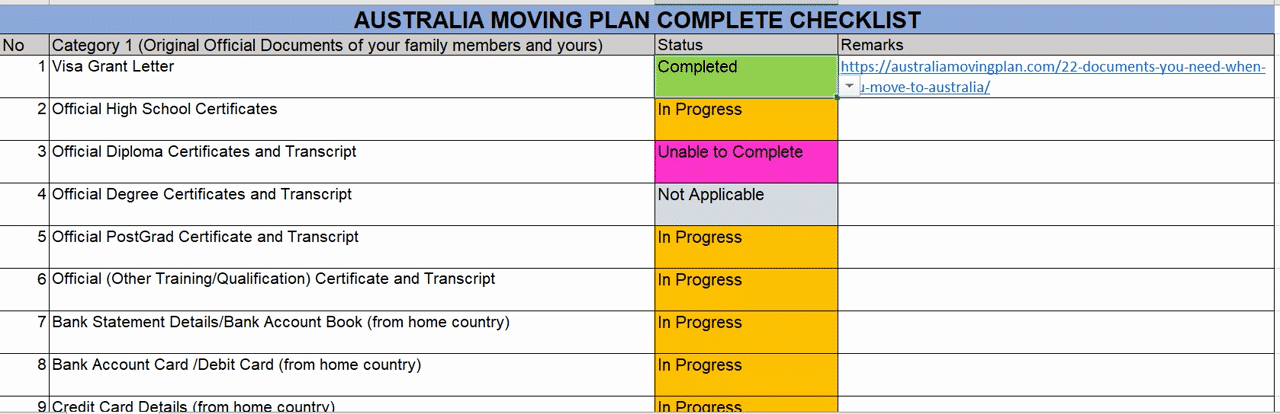 AUSTRALIA MOVING PLAN COMPLETE CHECKLIST
No Category 1 (Original Official Documents of your family members and yours) Status Remarks
1 Visa Grant Letter Completed https://australiamovingplan.com/22-documents-you-need-when-
u-move-to-australia/
2 Official High School Certificates In Progress
3 Official Diploma Certificates and Transcript Unable to Complete
4 Official Degree Certificates and Transcript Not Applicable
5 Official PostGrad Certificate and Transcript In Progress
6 Official (Other Training/Qualification) Certificate and Transcript In Progress
7 Bank Statement Details/Bank Account Book (from home country) In Progress
8 Bank Account Card /Debit Card (from home country) In Progress
9 Credit Card Details (from home country) In Progress